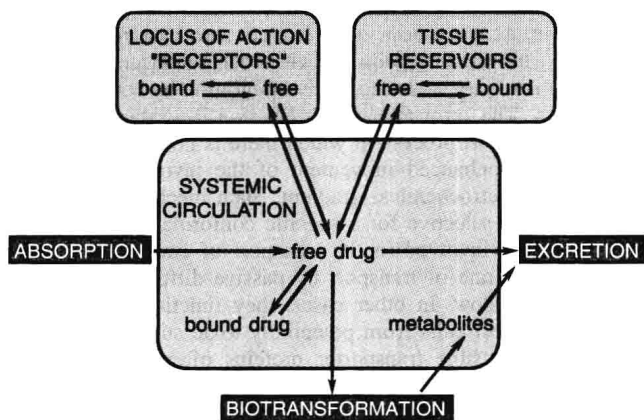 LOCUS OF ACTION
"RECEPTORS"
bound free
TISSUE
RESERVOIRS
free bound
SYSTEMIC
CIRCULATION
ABSORPTION
free drug
EXCRETION
bound drug
metabolites
BIOTRANSFORMATION